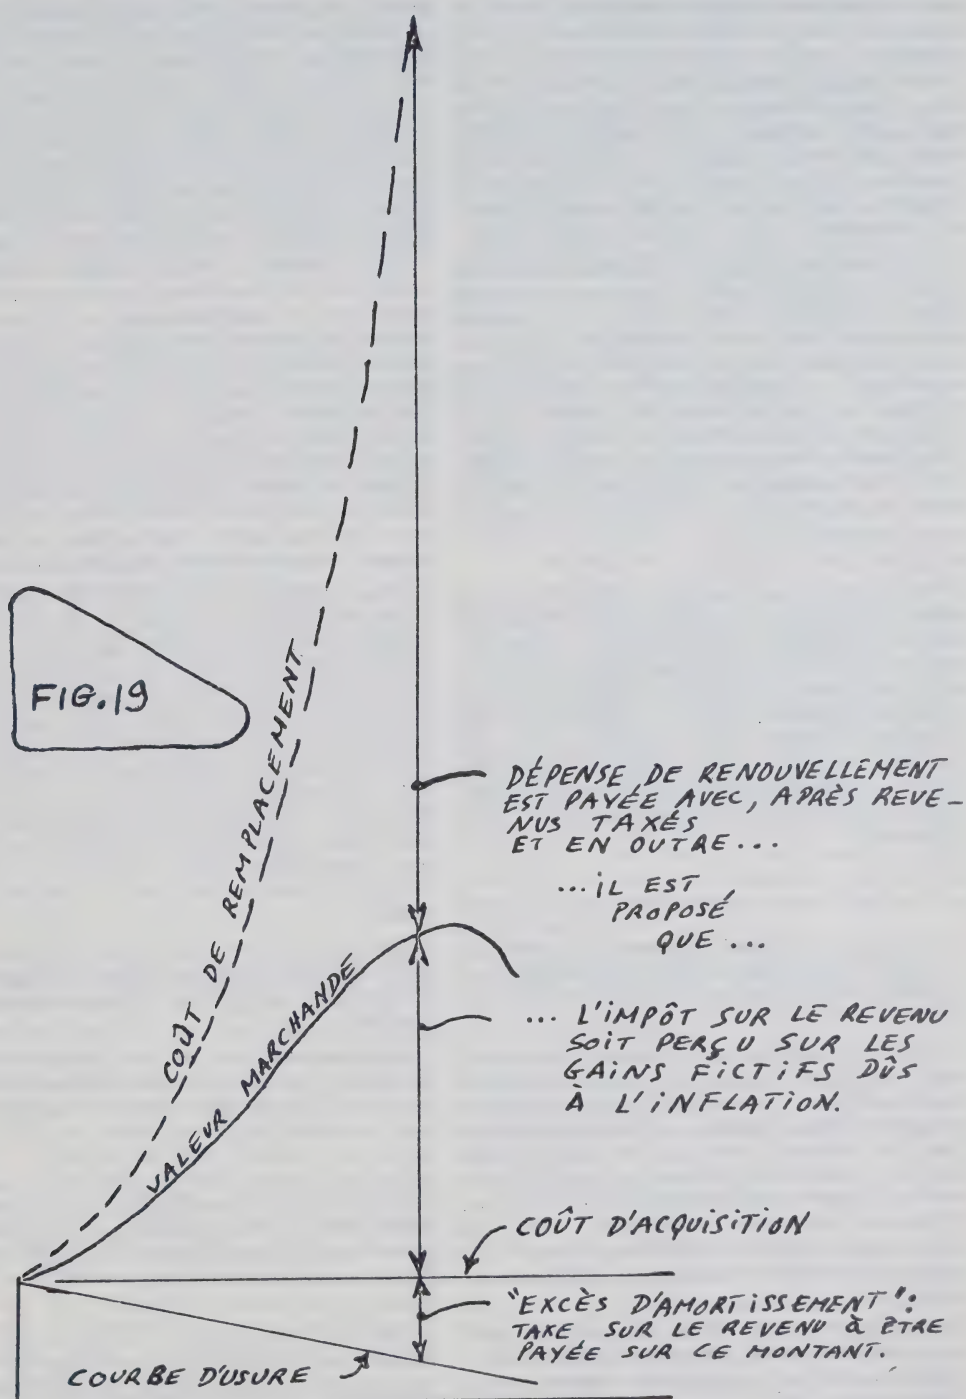 FIG.19
COÛT DE REMPLACEMENT
VALEUR MARCHANDE
DÉPENSE DE RENOUVELLEMENT
EST PAYÉE AVEC, APRÈS REVE-
NUS TAXÉS
ET EN OUTRE...
...IL EST
PROPOSÉ
QUE...
... L'IMPÔT SUR LE REVENU
SOIT PERÇU SUR LES
GAINS FICTIFS DÛS
À L'INFLATION.
COÛT D'ACQUISITION
"EXCÈS D'AMORTISSEMENT":
TAXE SUR LE REVENU À ÊTRE
PAYÉE SUR CE MONTANT.
COURBE D'USURE